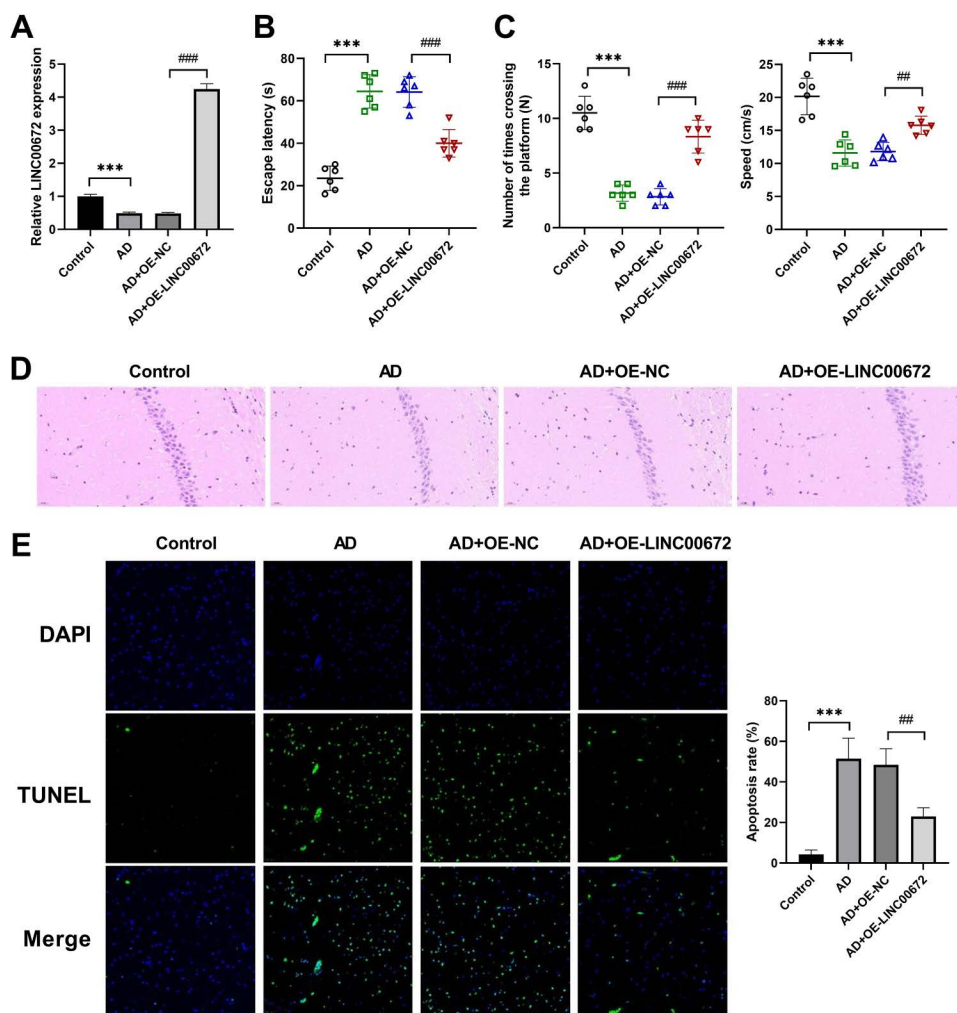 A
Relative LINC00672 expression
5
4
3
2
1
0
***
###
Control
AD
AD+OE-NC
AD+OE-LINC00672
B
Escape latency (s)
80
60
40
20
0
***
###
Control
AD
AD+OE-NC
AD+OE-LINC00672
C
Number of times crossing
the platform (N)
15
10
5
0
***
###
Control
AD
AD+OE-NC
AD+OE-LINC00672
Speed (cm/s)
25
20
15
10
5
0
***
##
Control
AD
AD+OE-NC
AD+OE-LINC00672
D
Control
AD
AD+OE-NC
AD+OE-LINC00672
E
Control
AD
AD+OE-NC
AD+OE-LINC00672
DAPI
TUNEL
Merge
Apoptosis rate (%)
80
60
40
20
0
***
##
Control
AD
AD+OE-NC
AD+OE-LINC00672